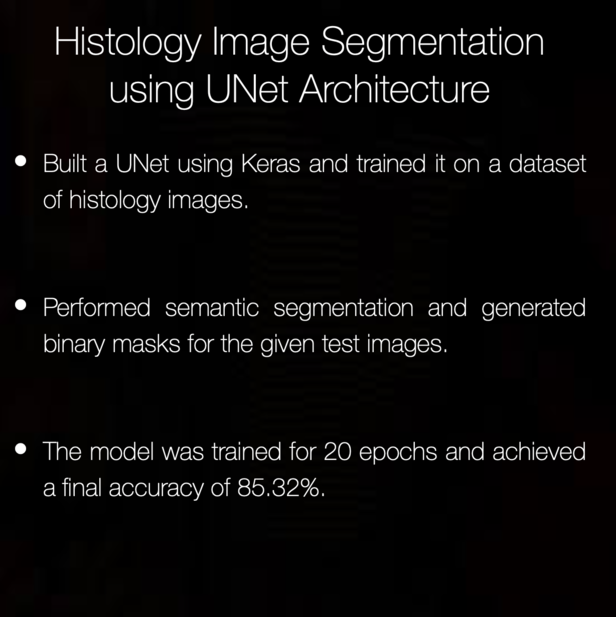 Histology Image Segmentation
using UNet Architecture
• Built a UNet using Keras and trained it on a dataset
of histology images.
• Performed semantic segmentation and generated
binary masks for the given test images.
• The model was trained for 20 epochs and achieved
a final accuracy of 85.32%.